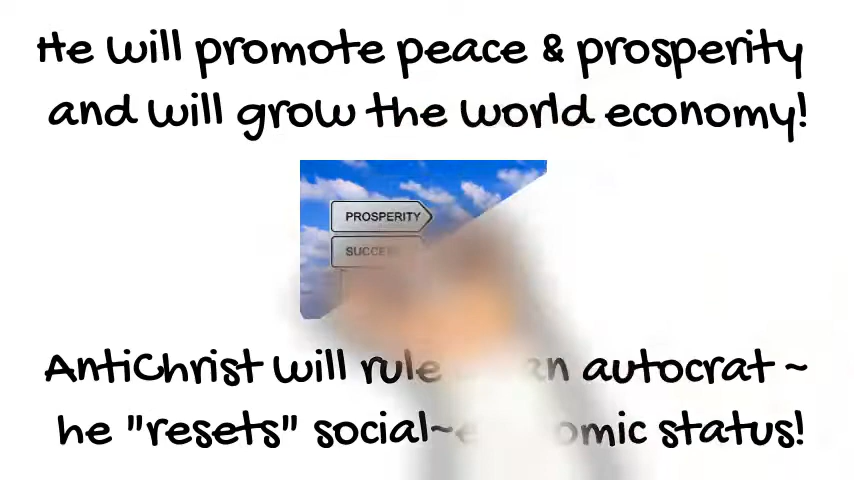 He will promote peace & prosperity
and will grow the world economy!
PROSPERITY
AntiChrist will rule an autocrat ~
he "resets" social~ status!